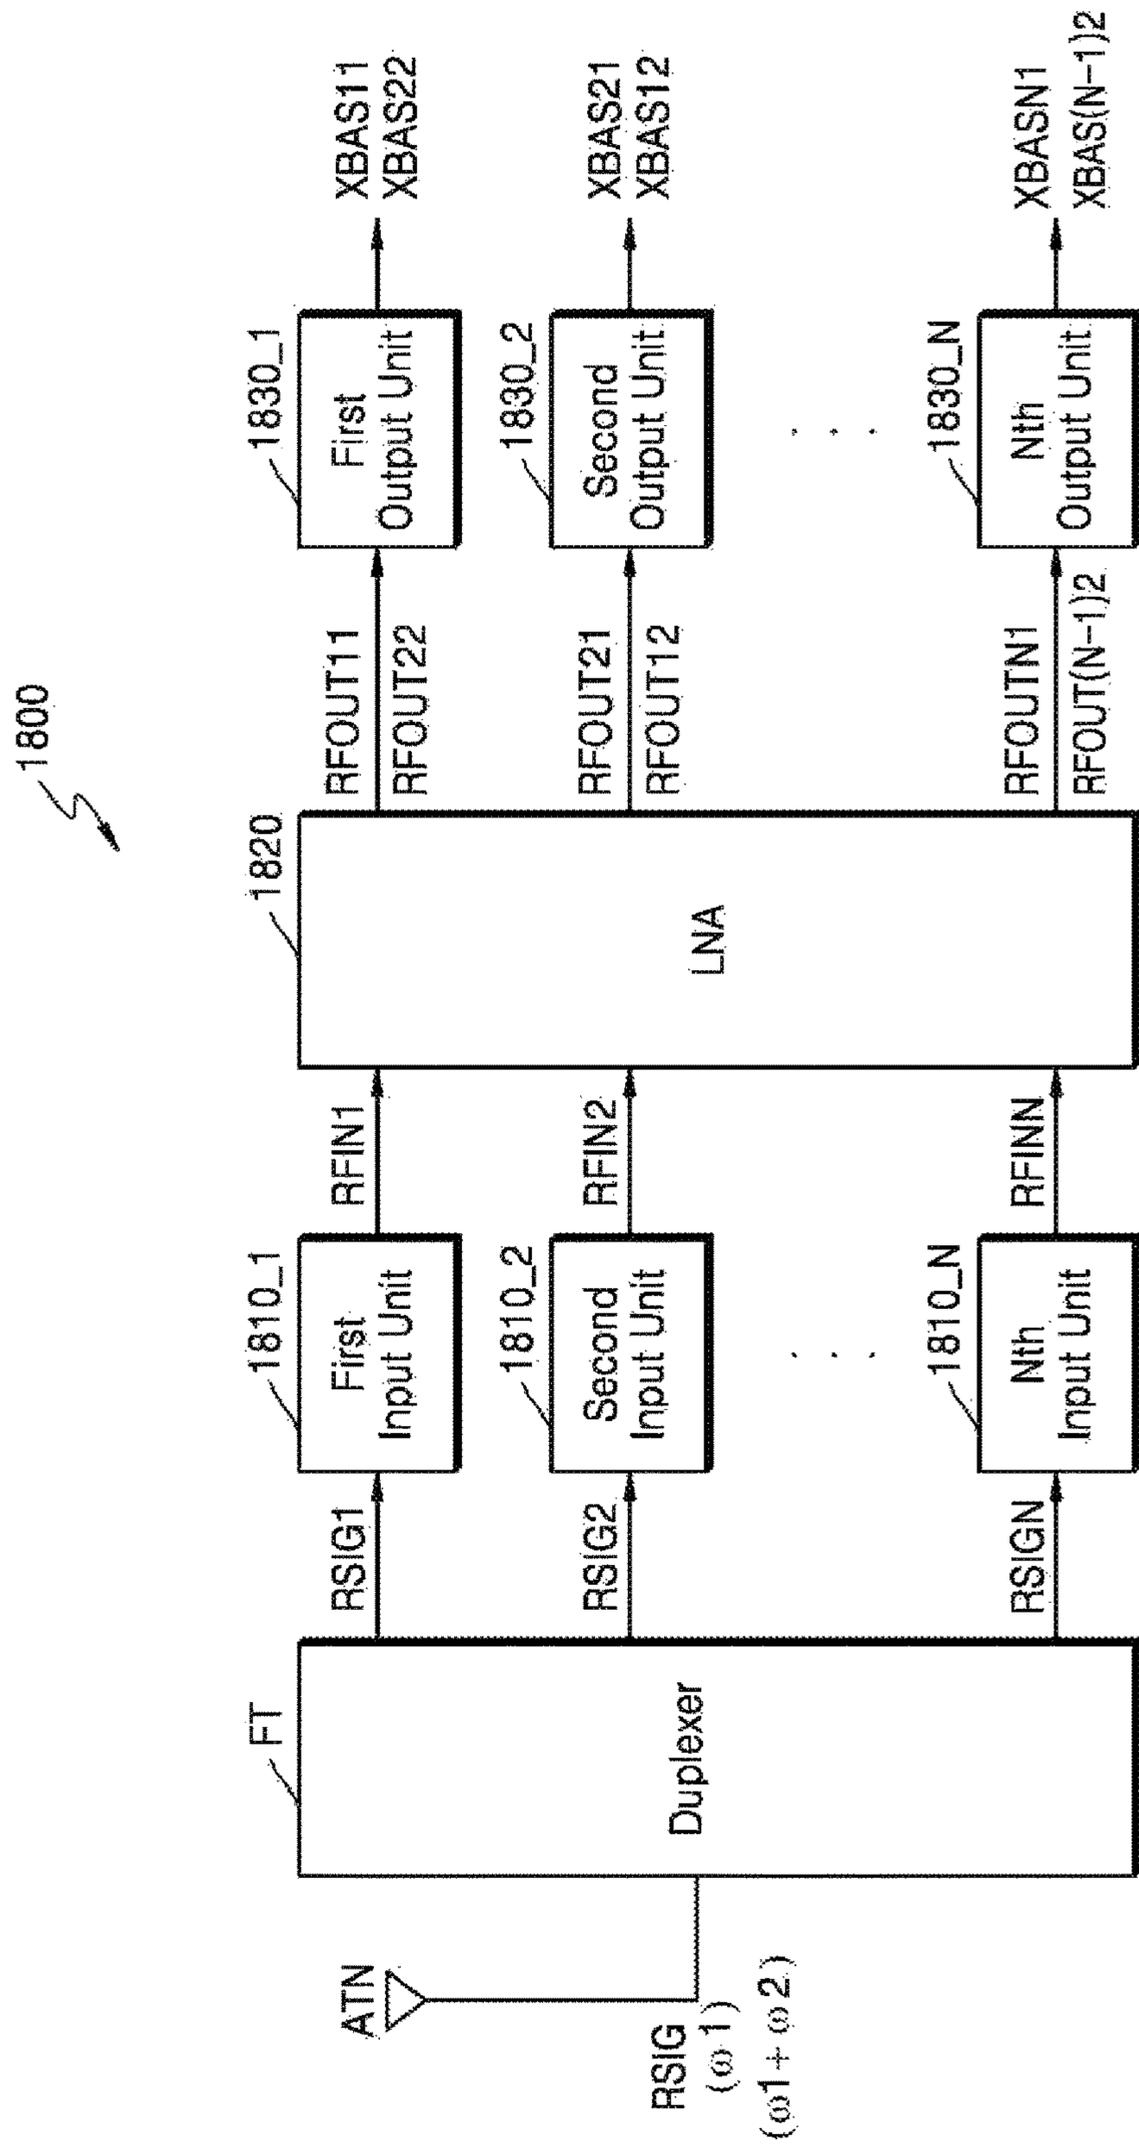 1800
ATN
RSIG
(ω1)
(ω1+ω2)
FT
Duplexer
RSIG1
RSIG2
RSIGN
1810_1
First
Input Unit
1810_2
Second
Input Unit
. . .
1810_N
Nth
Input Unit
RFIN1
RFIN2
RFINN
1820
LNA
RFOUT11
RFOUT22
RFOUT21
RFOUT12
RFOUTN1
RFOUT(N-1)2
1830_1
First
Output Unit
1830_2
Second
Output Unit
. . .
1830_N
Nth
Output Unit
XBAS11
XBAS22
XBAS21
XBAS12
XBASN1
XBAS(N-1)2